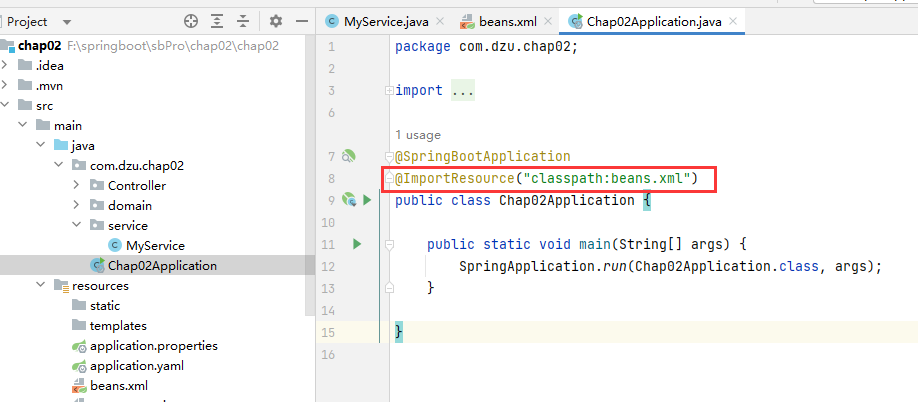 Project
MyService.java
beans.xml
Chap02Application.java
chap02 F:\springboot\sbPro\chap02\chap02
.idea
.mvn
src
main
java
com.dzu.chap02
Controller
domain
service
MyService
Chap02Application
resources
static
templates
application.properties
application.yaml
beans.xml
1 package com.dzu.chap02;
2
3 import ...
6
1 usage
7 @SpringBootApplication
8 @ImportResource("classpath:beans.xml")
9 public class Chap02Application {
10
11 public static void main(String[] args) {
12 SpringApplication.run(Chap02Application.class, args);
13 }
14
15 }
16